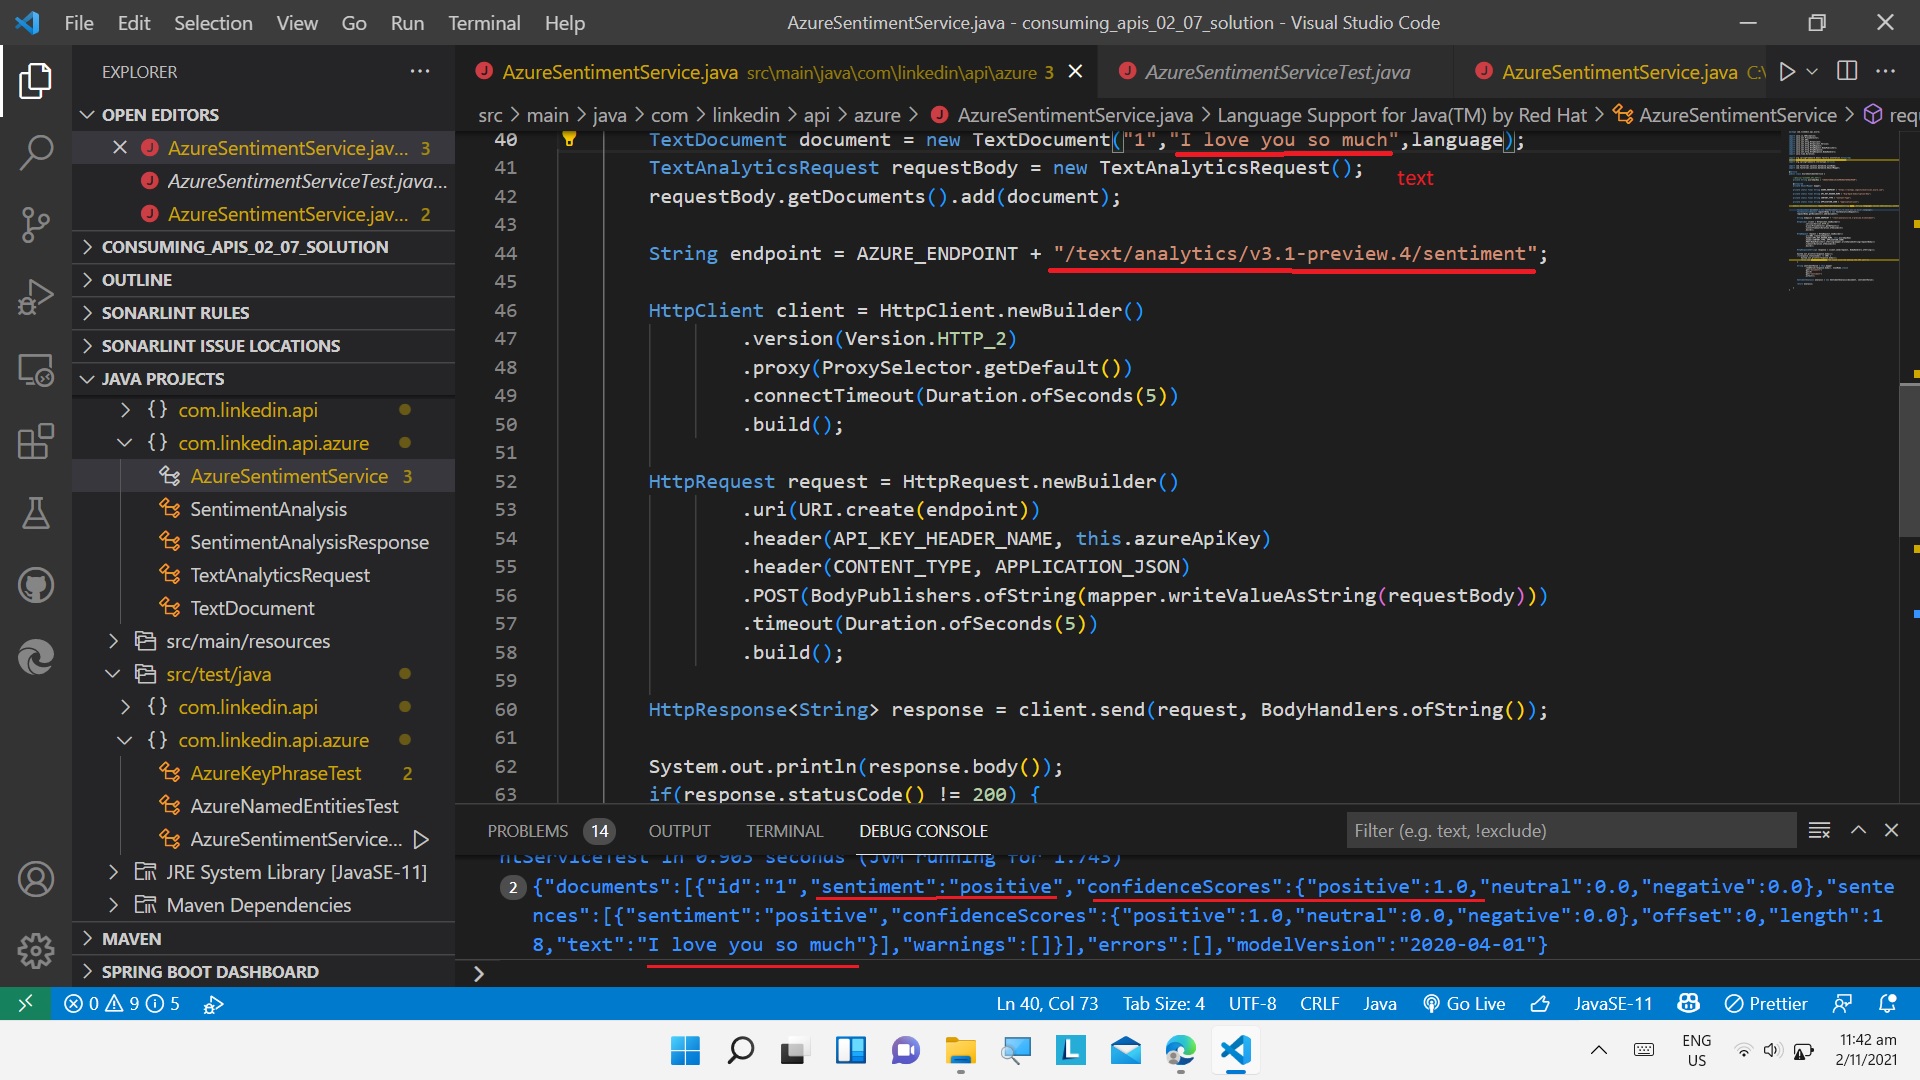 File Edit Selection View Go Run Terminal Help
AzureSentimentService.java - consuming_apis_02_07_solution - Visual Studio Code
EXPLORER
OPEN EDITORS
AzureSentimentService.jav... 3
AzureSentimentServiceTest.java...
AzureSentimentService.jav... 2
CONSUMING_APIS_02_07_SOLUTION
OUTLINE
SONARLINT RULES
SONARLINT ISSUE LOCATIONS
JAVA PROJECTS
{} com.linkedin.api
{} com.linkedin.api.azure
AzureSentimentService 3
SentimentAnalysis
SentimentAnalysisResponse
TextAnalyticsRequest
TextDocument
src/main/resources
src/test/java
{} com.linkedin.api
{} com.linkedin.api.azure
AzureKeyPhraseTest 2
AzureNamedEntitiesTest
AzureSentimentService...
JRE System Library [JavaSE-11]
Maven Dependencies
MAVEN
SPRING BOOT DASHBOARD
AzureSentimentService.java src\main\java\com\linkedin\api\azure 3
AzureSentimentServiceTest.java
AzureSentimentService.java C:\
src > main > java > com > linkedin > api > azure > AzureSentimentService.java > Language Support for Java(TM) by Red Hat > AzureSentimentService > req
40 TextDocument document = new TextDocument("1","I love you so much",language);
41 TextAnalyticsRequest requestBody = new TextAnalyticsRequest();
text
42 requestBody.getDocuments().add(document);
43
44 String endpoint = AZURE_ENDPOINT + "/text/analytics/v3.1-preview.4/sentiment";
45
46 HttpClient client = HttpClient.newBuilder()
47 .version(Version.HTTP_2)
48 .proxy(ProxySelector.getDefault())
49 .connectTimeout(Duration.ofSeconds(5))
50 .build();
51
52 HttpRequest request = HttpRequest.newBuilder()
53 .uri(URI.create(endpoint))
54 .header(API_KEY_HEADER_NAME, this.azureApiKey)
55 .header(CONTENT_TYPE, APPLICATION_JSON)
56 .POST(BodyPublishers.ofString(mapper.writeValueAsString(requestBody)))
57 .timeout(Duration.ofSeconds(5))
58 .build();
59
60 HttpResponse<String> response = client.send(request, BodyHandlers.ofString());
61
62 System.out.println(response.body());
63 if(response.statusCode() != 200) {
PROBLEMS 14 OUTPUT TERMINAL DEBUG CONSOLE
Filter (e.g. text, !exclude)
ntServiceTest in 0.903 seconds (JVM running for 1.743)
2 {"documents":[{"id":"1","sentiment":"positive","confidenceScores":{"positive":1.0,"neutral":0.0,"negative":0.0},"sente
nces":[{"sentiment":"positive","confidenceScores":{"positive":1.0,"neutral":0.0,"negative":0.0},"offset":0,"length":1
8,"text":"I love you so much"}],"warnings":[]}],"errors":[],"modelVersion":"2020-04-01"}
0 9 5
Ln 40, Col 73 Tab Size: 4 UTF-8 CRLF Java Go Live JavaSE-11 Prettier
ENG
US
11:42 am
2/11/2021